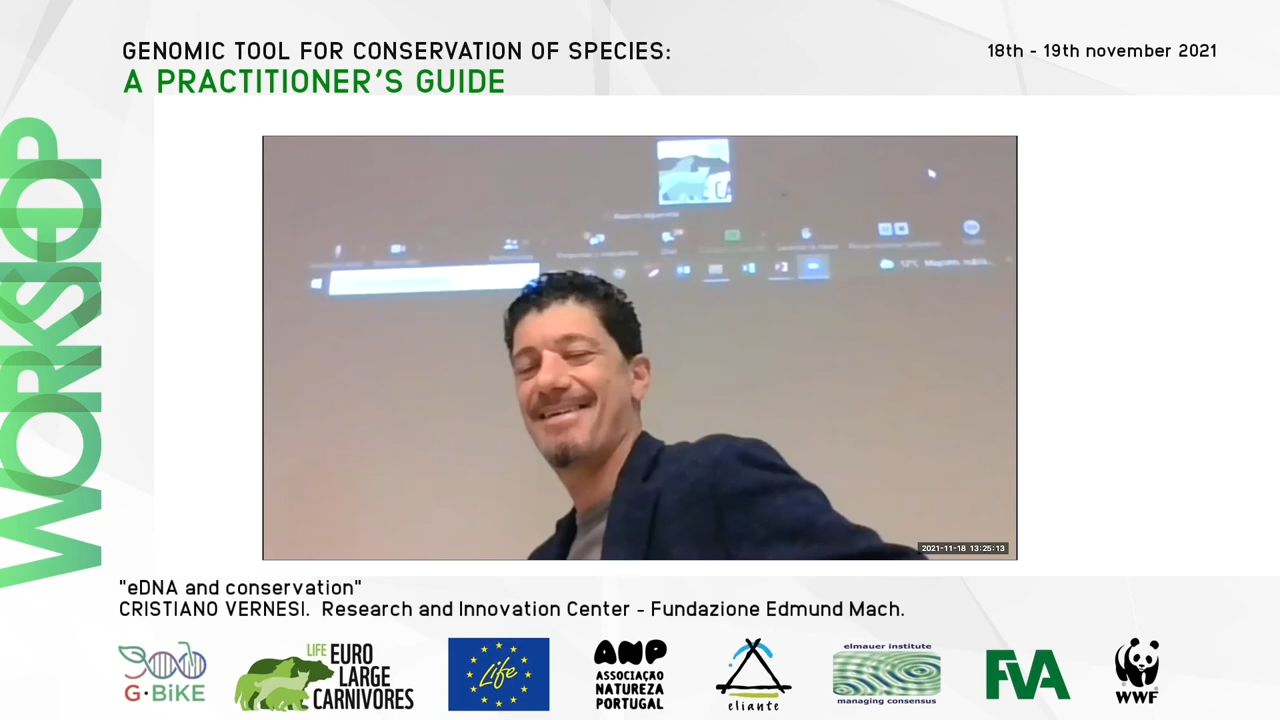 GENOMIC TOOL FOR CONSERVATION OF SPECIES:
A PRACTITIONER'S GUIDE
18th - 19th november 2021
WORKSHOP
12°C
2021-11-18 13:25:13
"eDNA and conservation"
CRISTIANO VERNESI. Research and Innovation Center - Fundazione Edmund Mach.
G·BiKE
LIFE EURO
LARGE
CARNIVORES
Life
ANP
ASSOCIAÇÃO
NATUREZA
PORTUGAL
eliante
elmauer institute
managing consensus
FVA
WWF